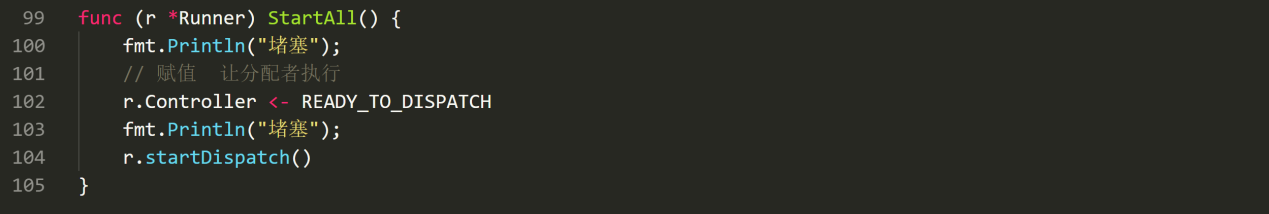 99 func (r *Runner) StartAll() {
100 fmt.Println("堵塞");
101 // 赋值  让分配者执行
102 r.Controller <- READY_TO_DISPATCH
103 fmt.Println("堵塞");
104 r.startDispatch()
105 }